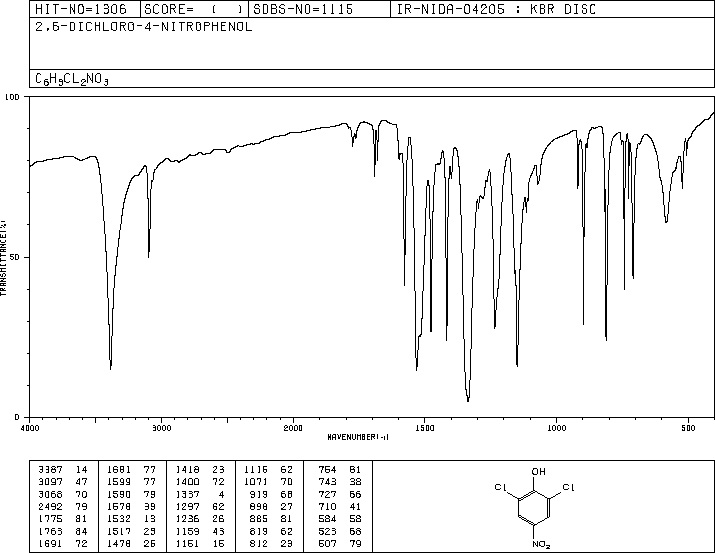 HIT-NO=1306 SCORE= ( ) SDBS-NO=1115 IR-NIDA-04205 : KBR DISC
2,6-DICHLORO-4-NITROPHENOL
C6H3CL2NO3
100
50
0
TRANSMITTANCE(%)
4000 3000 2000 1500 1000 500
WAVENUMBER(-1)
3387 14 1681 77 1418 23 1116 62 754 81
3097 47 1599 77 1400 72 1071 70 743 38
3068 70 1590 79 1337 4 919 68 727 66
2492 79 1578 39 1297 62 898 27 710 41
1775 81 1532 13 1236 26 885 81 584 58
1763 84 1517 25 1159 43 819 62 523 68
1691 72 1478 25 1151 15 812 23 507 79
OH
Cl Cl
NO2